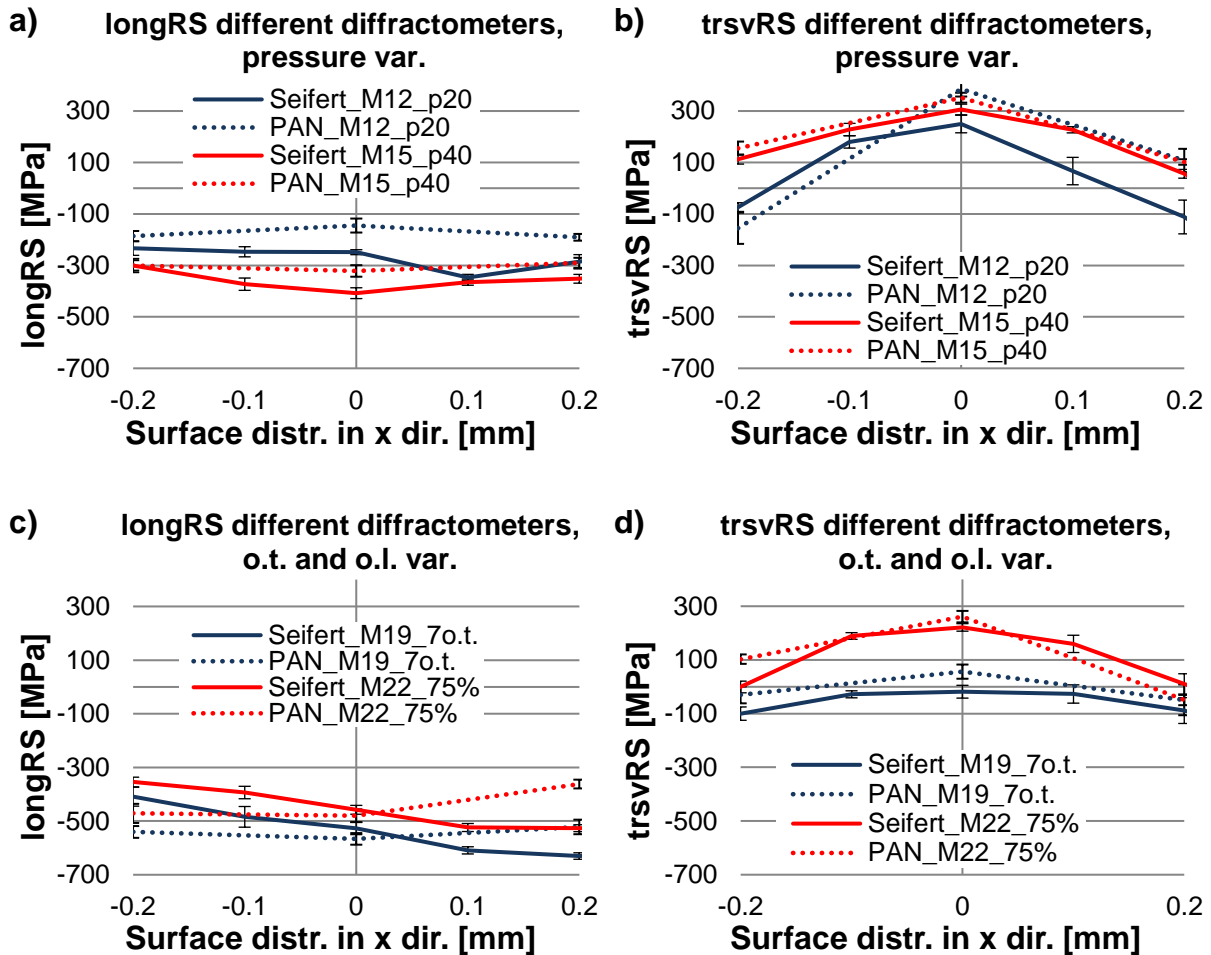 a)
longRS different diffractometers,
pressure var.
Seifert_M12_p20
PAN_M12_p20
Seifert_M15_p40
PAN_M15_p40
longRS [MPa]
300
100
-100
-300
-500
-700
-0.2
-0.1
0
0.1
0.2
Surface distr. in x dir. [mm]
b)
trsvRS different diffractometers,
pressure var.
trsvRS [MPa]
300
100
-100
-300
-500
-700
Seifert_M12_p20
PAN_M12_p20
Seifert_M15_p40
PAN_M15_p40
-0.2
-0.1
0
0.1
0.2
Surface distr. in x dir. [mm]
c)
longRS different diffractometers,
o.t. and o.l. var.
Seifert_M19_7o.t.
PAN_M19_7o.t.
Seifert_M22_75%
PAN_M22_75%
longRS [MPa]
300
100
-100
-300
-500
-700
-0.2
-0.1
0
0.1
0.2
Surface distr. in x dir. [mm]
d)
trsvRS different diffractometers,
o.t. and o.l. var.
trsvRS [MPa]
300
100
-100
-300
-500
-700
Seifert_M19_7o.t.
PAN_M19_7o.t.
Seifert_M22_75%
PAN_M22_75%
-0.2
-0.1
0
0.1
0.2
Surface distr. in x dir. [mm]